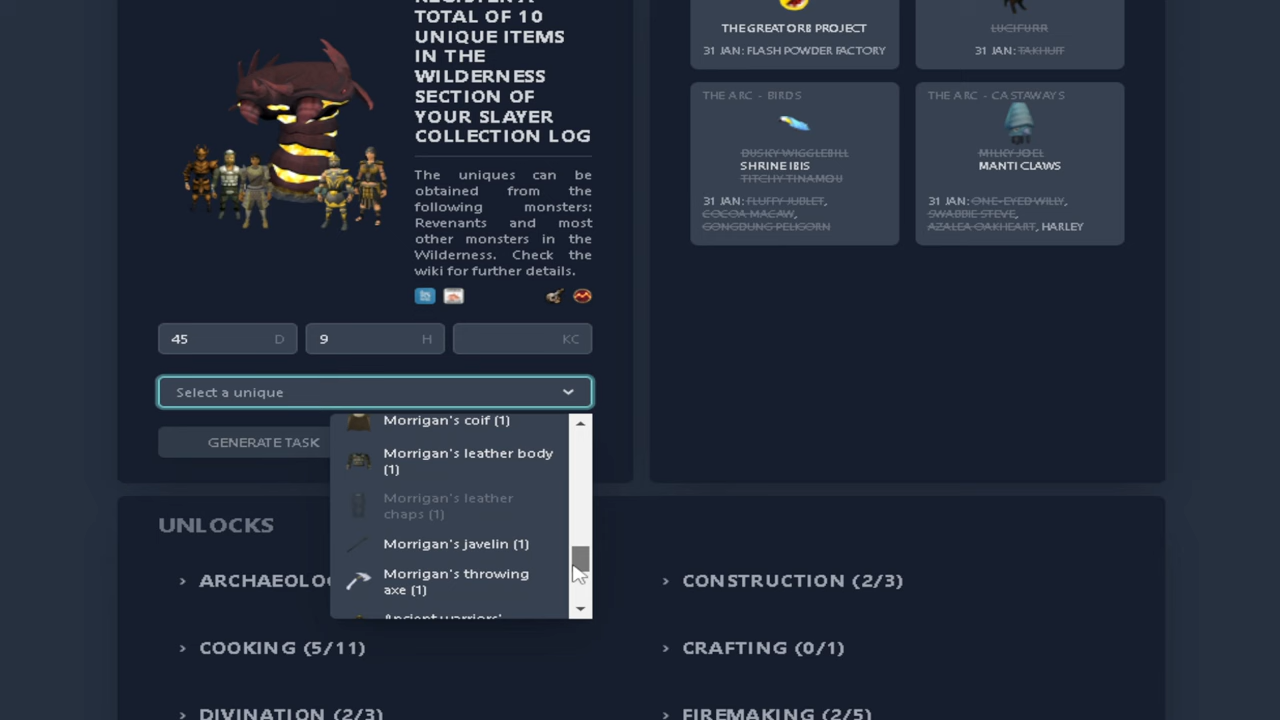 REGISTER A
TOTAL OF 10
UNIQUE ITEMS
IN THE
WILDERNESS
SECTION OF
YOUR SLAYER
COLLECTION LOG
The uniques can be
obtained from the
following monsters:
Revenants and most
other monsters in the
Wilderness. Check the
wiki for further details.
45 D
9 H
KC
Select a unique
GENERATE TASK
Morrigan's coif (1)
Morrigan's leather body
(1)
Morrigan's leather
chaps (1)
Morrigan's javelin (1)
Morrigan's throwing
axe (1)
Ancient warriors'
THE GREAT ORB PROJECT
31 JAN: FLASH POWDER FACTORY
LUCIFURR
31 JAN: TAKHUFF
THE ARC - BIRDS
DUSKY WIGGLEBILL
SHRINE IBIS
TITCHY TINAMOU
31 JAN: FLUFFY JUBLET,
COCOA MACAW,
GONGDUNG PELIGORN
THE ARC - CASTAWAYS
MILKY JOEL
MANTI CLAWS
31 JAN: ONE-EYED WILLY,
SWABBIE STEVE,
AZALEA OAKHEART, HARLEY
UNLOCKS
› ARCHAEOLO
› CONSTRUCTION (2/3)
› COOKING (5/11)
› CRAFTING (0/1)
› DIVINATION (2/3)
› FIREMAKING (2/5)